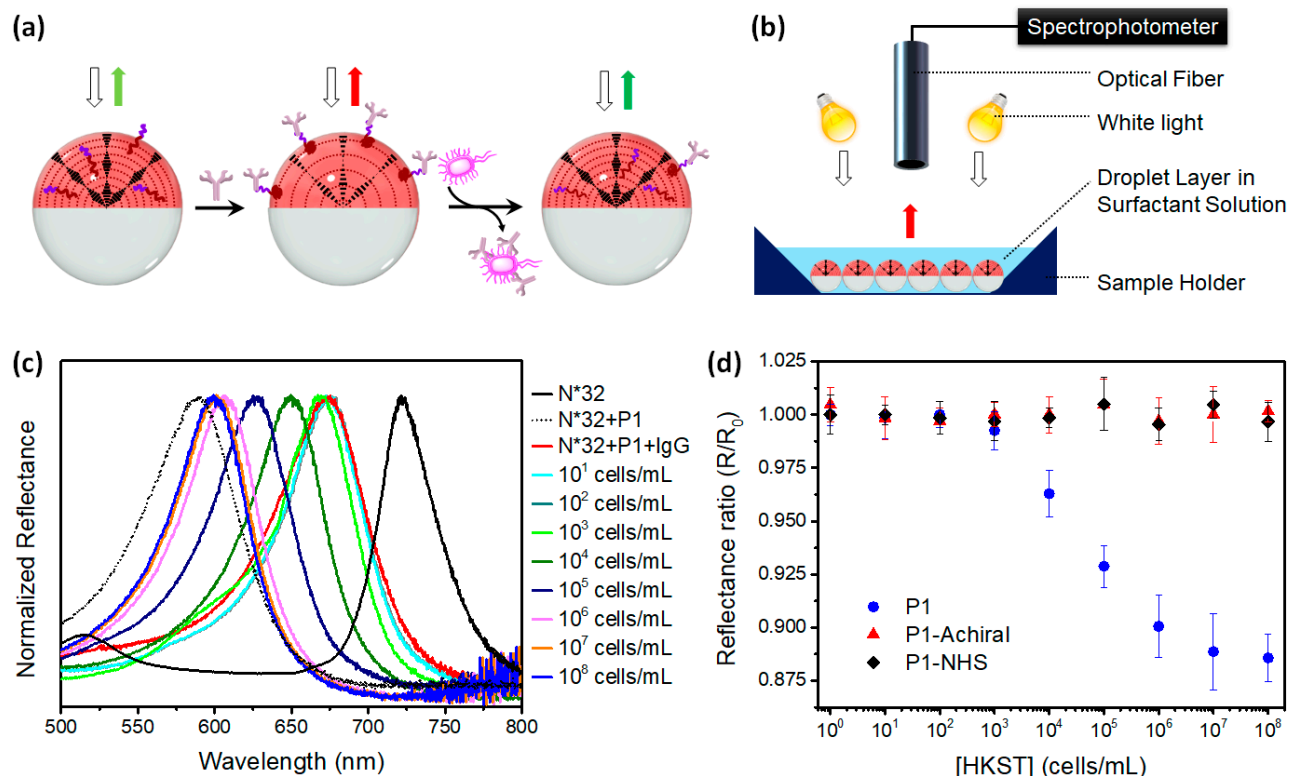 (a)
(b)
Spectrophotometer
Optical Fiber
White light
Droplet Layer in
Surfactant Solution
Sample Holder
(c)
Normalized Reflectance
N*32
N*32+P1
N*32+P1+IgG
10¹ cells/mL
10² cells/mL
10³ cells/mL
10⁴ cells/mL
10⁵ cells/mL
10⁶ cells/mL
10⁷ cells/mL
10⁸ cells/mL
500 550 600 650 700 750 800
Wavelength (nm)
(d)
Reflectance ratio (R/R₀)
1.025
1.000
0.975
0.950
0.925
0.900
0.875
P1
P1-Achiral
P1-NHS
10⁰ 10¹ 10² 10³ 10⁴ 10⁵ 10⁶ 10⁷ 10⁸
[HKST] (cells/mL)